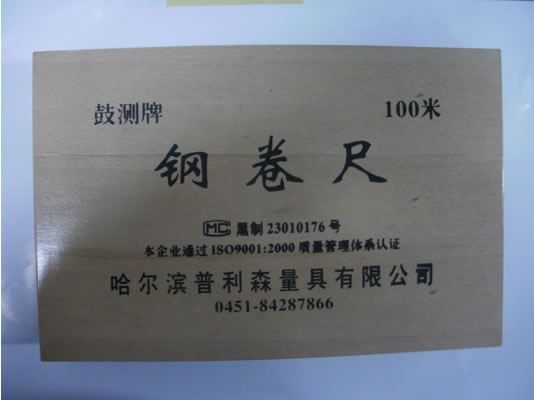 鼓测牌 100米
钢卷尺
MC 黑制 23010176 号
本企业通过 ISO9001:2000 质量管理体系认证
哈尔滨普利森量具有限公司
0451-84287866